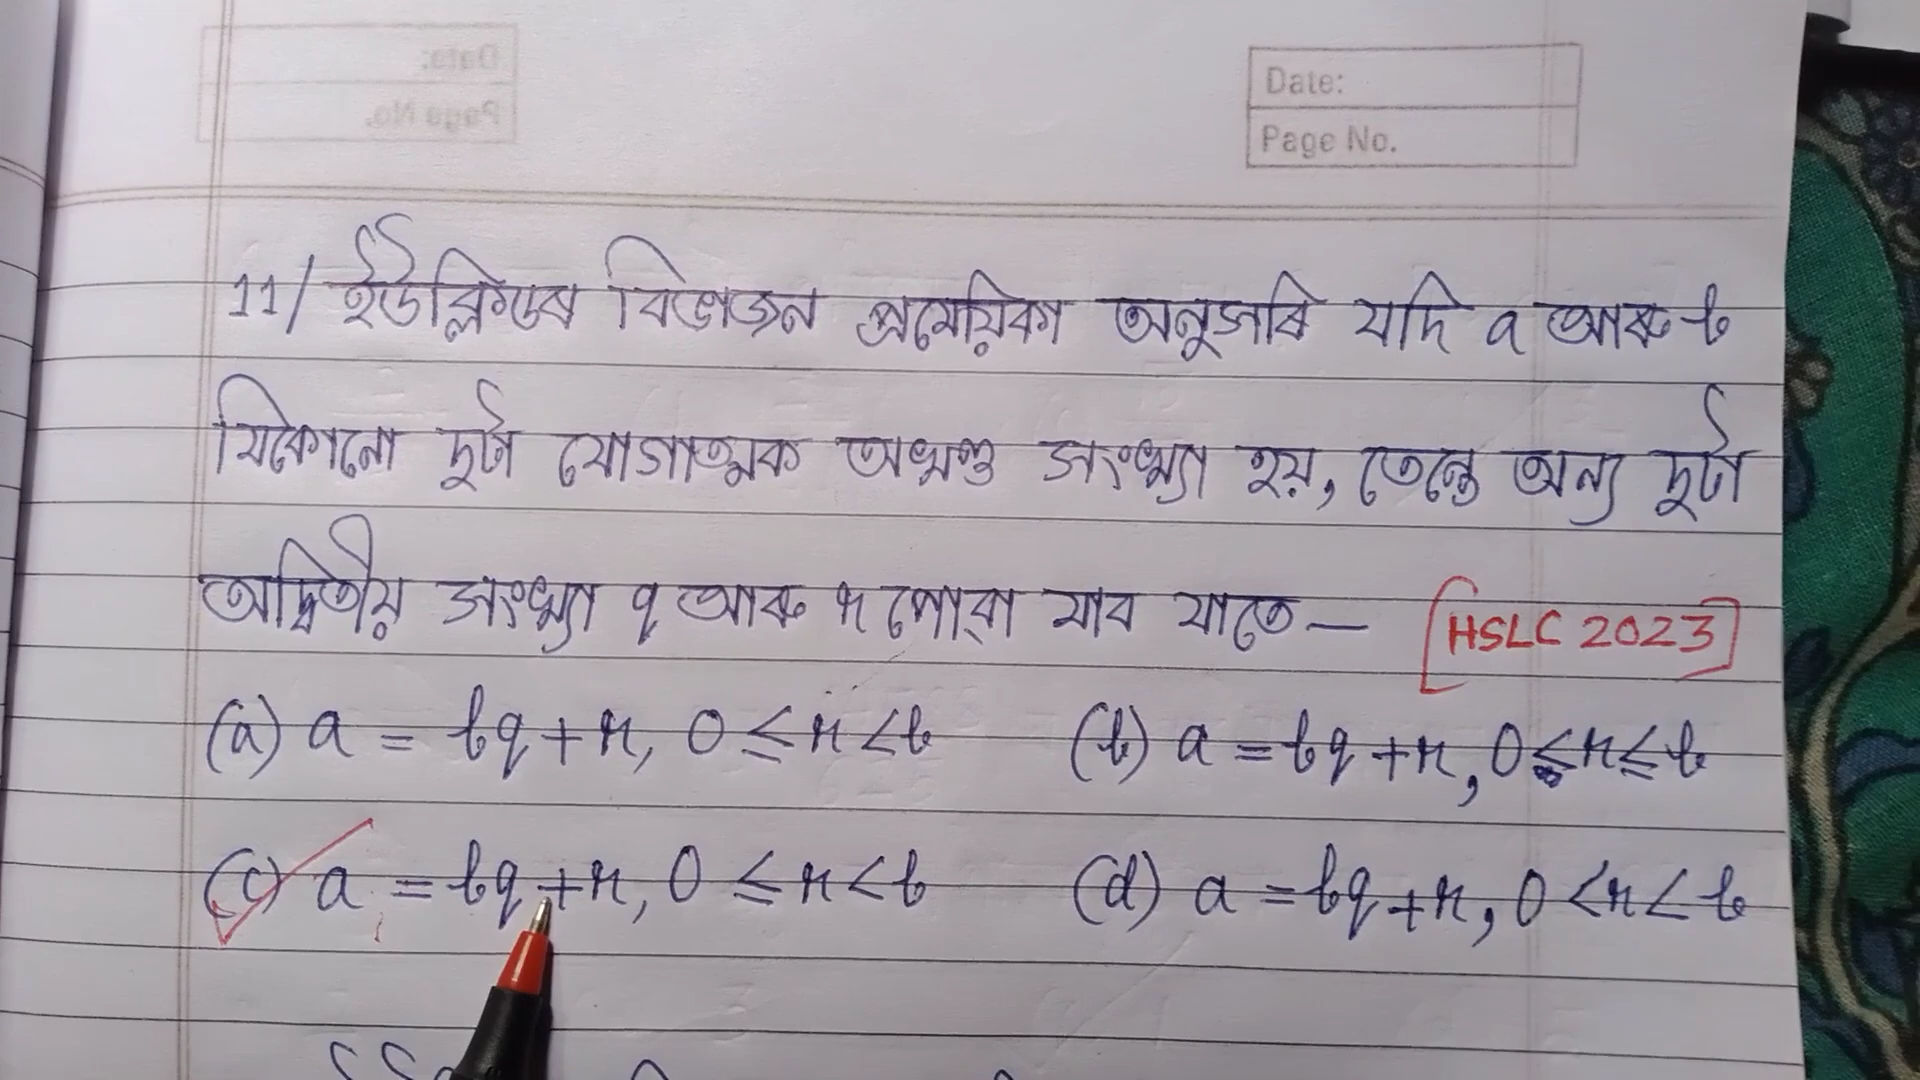 Date:
Page No.
11/ ইউক্লিডৰ বিভাজন প্ৰমেয়িকা অনুসৰি যদি a আৰু b
যিকোনো দুটা যোগাত্মক অখণ্ড সংখ্যা হয়, তেন্তে অন্য দুটা
অদ্বিতীয় সংখ্যা q আৰু r পোৱা যাব যাতে—
[HSLC 2023]
(a) a = bq + r, 0 ≤ r < b
(b) a = bq + r, 0 ≤ r ≤ b
(c) a = bq + r, 0 ≤ r < b
(d) a = bq + r, 0 < r < b